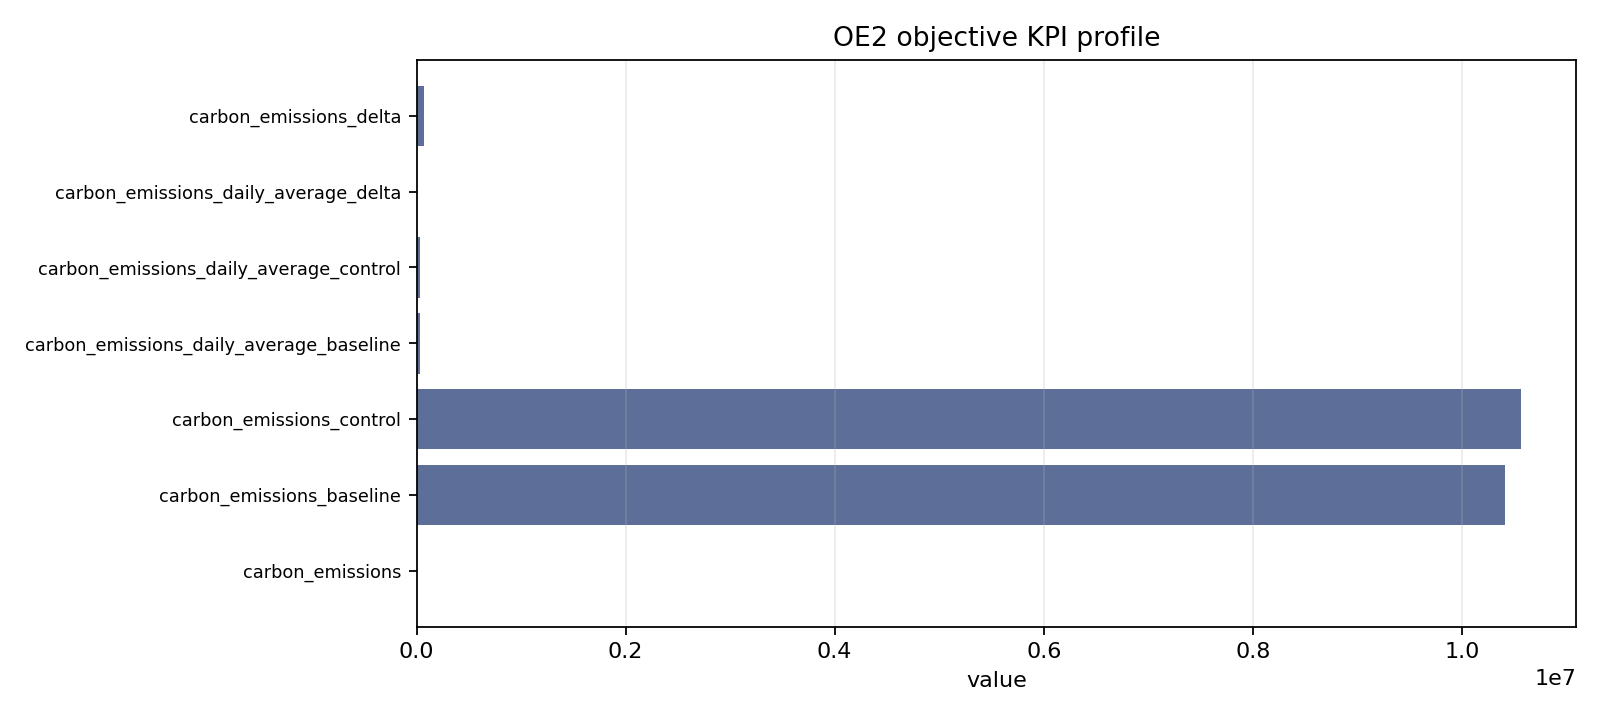 OE2 objective KPI profile
carbon_emissions_delta
carbon_emissions_daily_average_delta
carbon_emissions_daily_average_control
carbon_emissions_daily_average_baseline
carbon_emissions_control
carbon_emissions_baseline
carbon_emissions
0.0 0.2 0.4 0.6 0.8 1.0
value 1e7